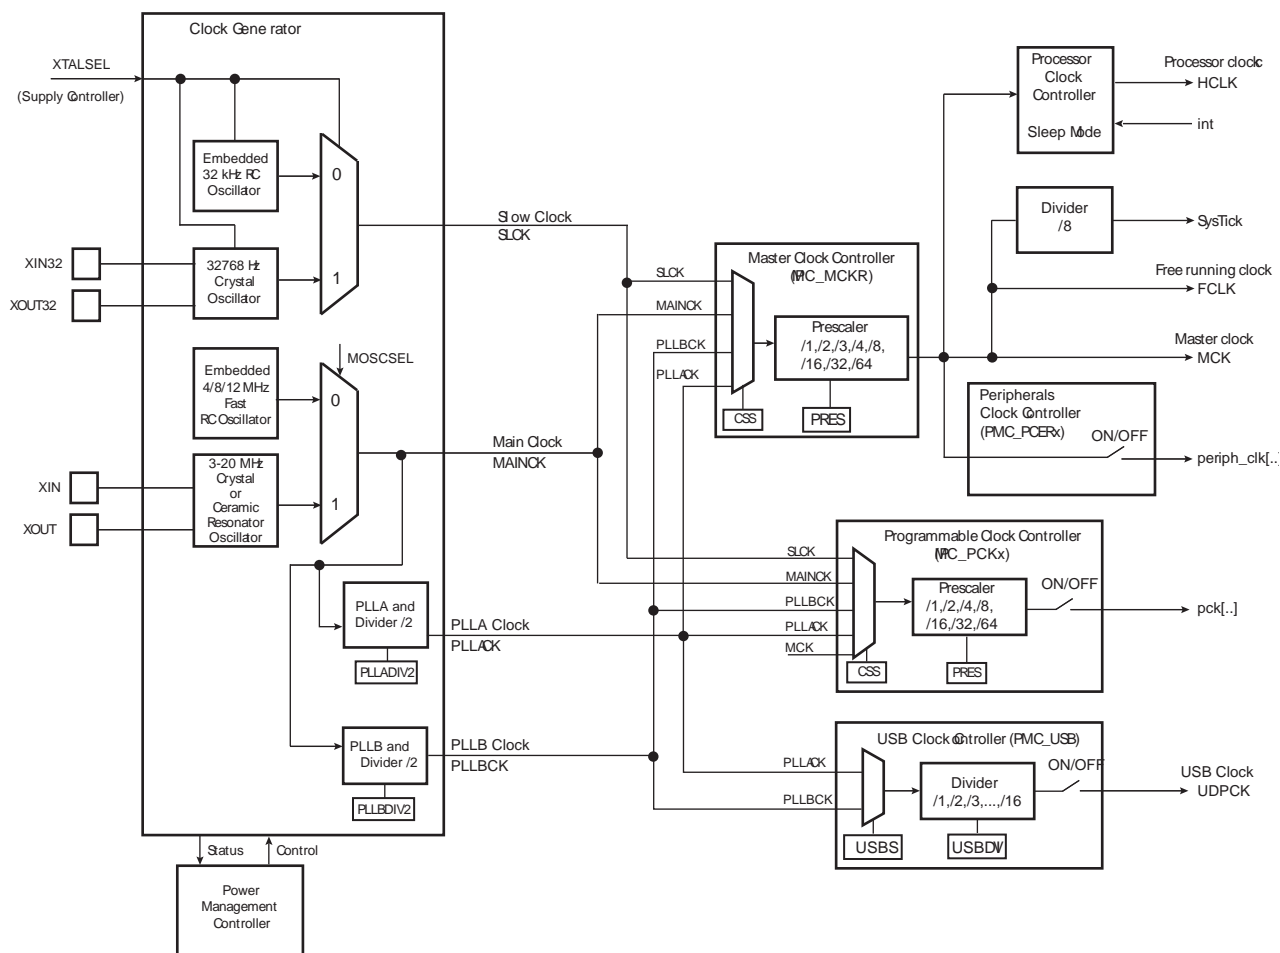 Clock Generator
XTALSEL
(Supply Controller)
Embedded
32 kHz RC
Oscillator
0
XIN32
XOUT32
32768 Hz
Crystal
Oscillator
1
Slow Clock
SLCK
MOSCSEL
Embedded
4/8/12 MHz
Fast
RC Oscillator
0
XIN
XOUT
3-20 MHz
Crystal
or
Ceramic
Resonator
Oscillator
1
Main Clock
MAINCK
PLLA and
Divider /2
PLLADIV2
PLLA Clock
PLLACK
PLLB and
Divider /2
PLLBDIV2
PLLB Clock
PLLBCK
Status
Control
Power
Management
Controller
Master Clock Controller
(PMC_MCKR)
SLCK
MAINCK
PLLBCK
PLLACK
Prescaler
/1,/2,/3,/4,/8,
/16,/32,/64
CSS
PRES
Processor
Clock
Controller
Sleep Mode
Processor clock
HCLK
int
Divider
/8
SysTick
Free running clock
FCLK
Master clock
MCK
Peripherals
Clock Controller
(PMC_PCERx)
ON/OFF
periph_clk[..]
Programmable Clock Controller
(PMC_PCKx)
SLCK
MAINCK
PLLBCK
PLLACK
MCK
Prescaler
/1,/2,/4,/8,
/16,/32,/64
ON/OFF
pck[..]
CSS
PRES
USB Clock Controller (PMC_USB)
PLLACK
PLLBCK
Divider
/1,/2,/3,...,/16
ON/OFF
USB Clock
UDPCK
USBS
USBDIV